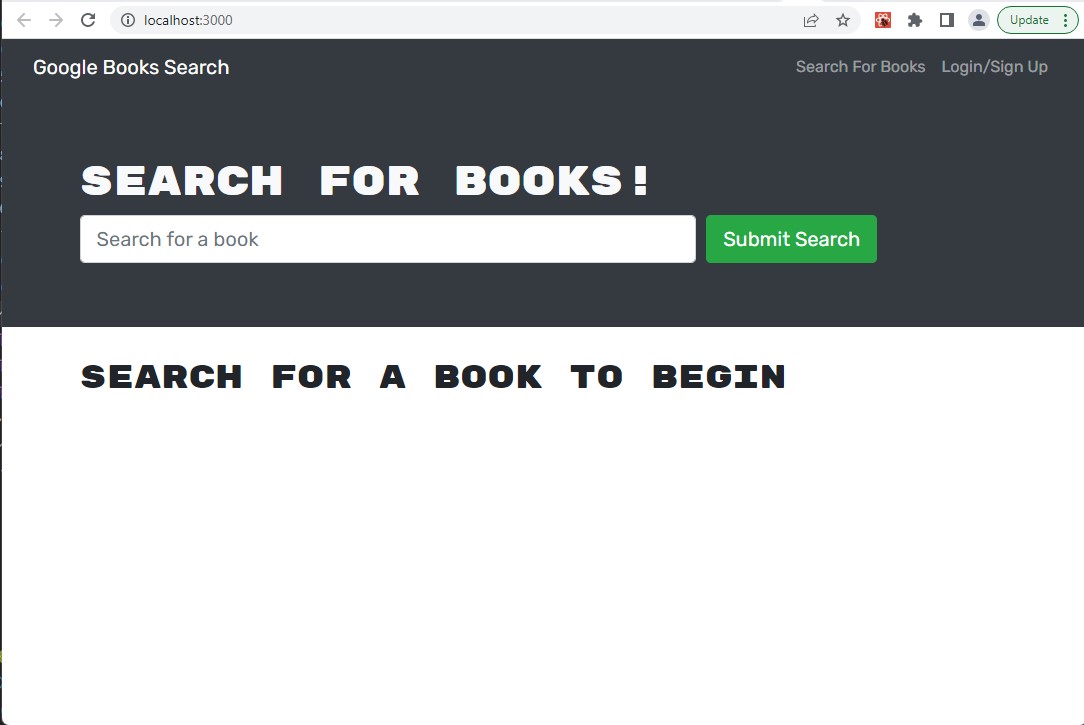 localhost:3000
Update
Google Books Search
Search For Books
Login/Sign Up
SEARCH FOR BOOKS!
Search for a book
Submit Search
SEARCH FOR A BOOK TO BEGIN